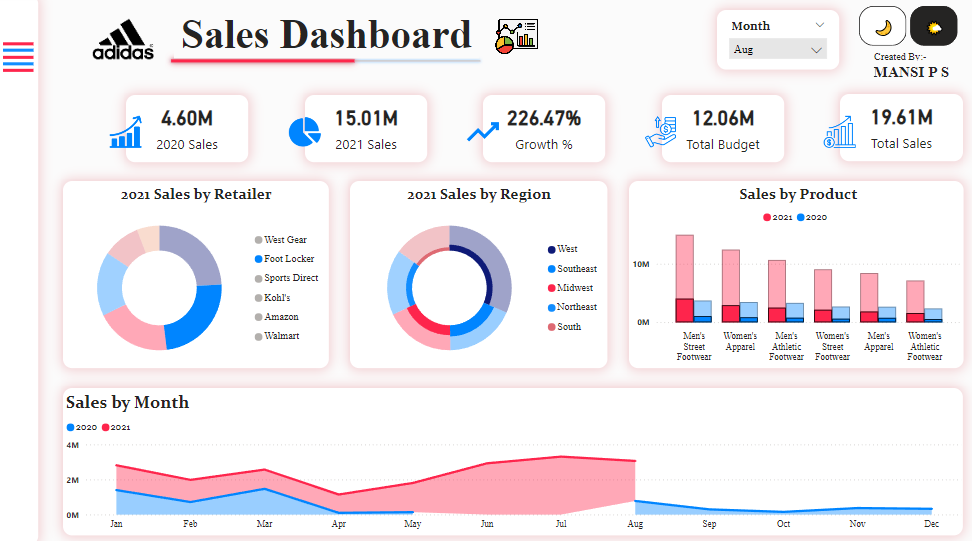 adidas
Sales Dashboard
Month
Aug
Created By:-
MANSI P S
4.60M
2020 Sales
15.01M
2021 Sales
226.47%
Growth %
12.06M
Total Budget
19.61M
Total Sales
2021 Sales by Retailer
West Gear
Foot Locker
Sports Direct
Kohl's
Amazon
Walmart
2021 Sales by Region
West
Southeast
Midwest
Northeast
South
Sales by Product
2021 2020
10M
0M
Men's Street Footwear
Women's Apparel
Men's Athletic Footwear
Women's Street Footwear
Men's Apparel
Women's Athletic Footwear
Sales by Month
2020 2021
4M
2M
0M
Jan Feb Mar Apr May Jun Jul Aug Sep Oct Nov Dec